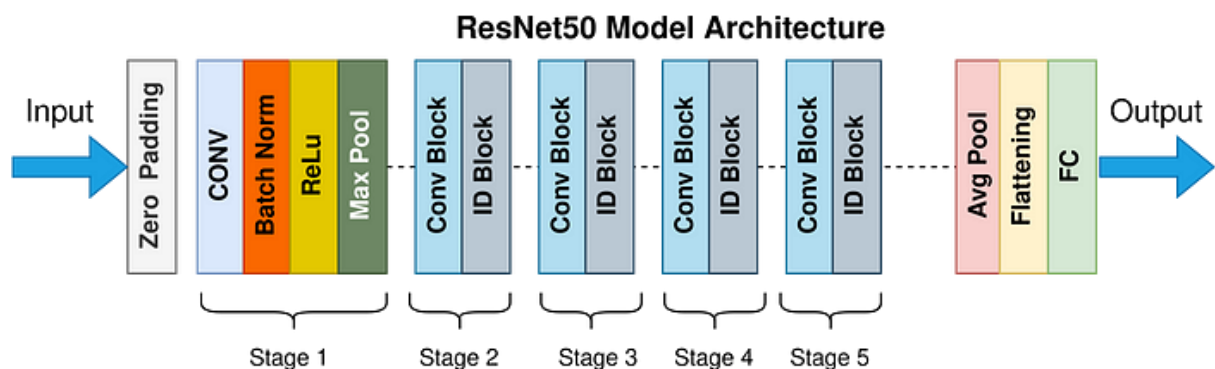 ResNet50 Model Architecture
Input
Zero Padding
CONV
Batch Norm
ReLu
Max Pool
Conv Block
ID Block
Conv Block
ID Block
Conv Block
ID Block
Conv Block
ID Block
Avg Pool
Flattening
FC
Output
Stage 1
Stage 2
Stage 3
Stage 4
Stage 5